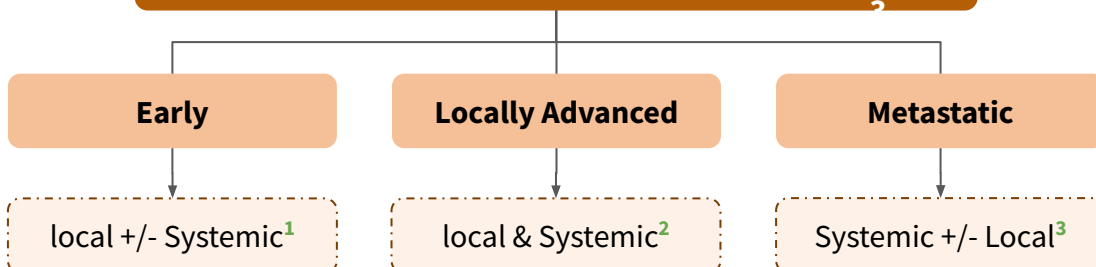 Early Locally Advanced Metastatic
local +/- Systemic¹ local & Systemic² Systemic +/- Local³